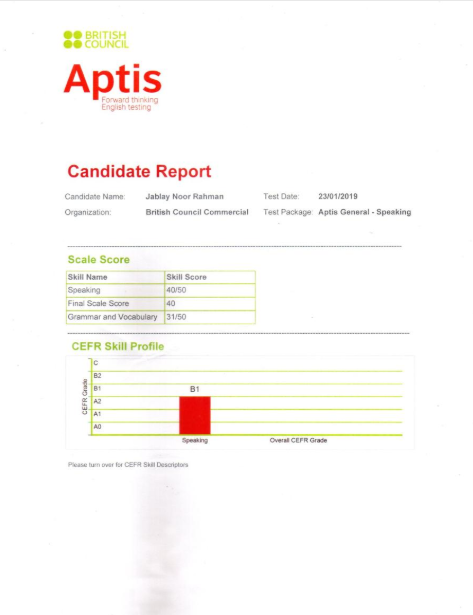 BRITISH
COUNCIL
Aptis
Forward thinking
English testing
Candidate Report
Candidate Name: Jablay Noor Rahman Test Date: 23/01/2019
Organization: British Council Commercial Test Package: Aptis General - Speaking
Scale Score
Skill Name Skill Score
Speaking 40/50
Final Scale Score 40
Grammar and Vocabulary 31/50
CEFR Skill Profile
CEFR Grade
C
B2
B1 B1
A2
A1
A0
Speaking Overall CEFR Grade
Please turn over for CEFR Skill Descriptors